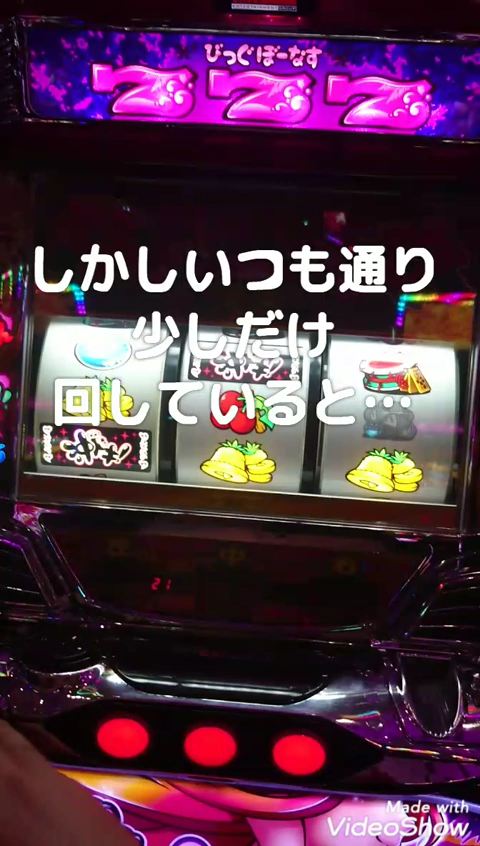 びっぐぼーなす
777
しかしいつも通り
少しだけ
回していると…
21
Made with
VideoShow